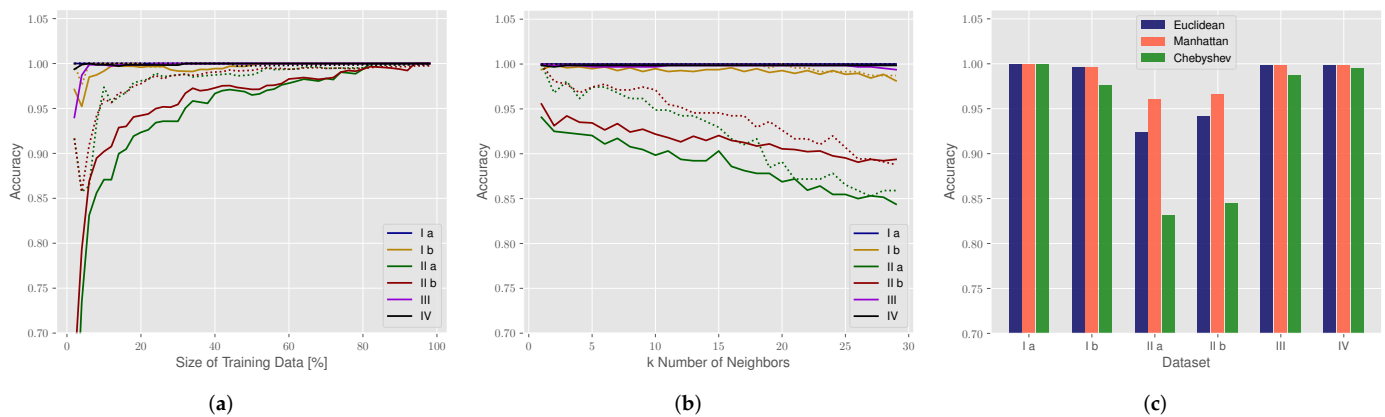 1.05
1.00
0.95
0.90
0.85
0.80
0.75
0.70
Accuracy
0 20 40 60 80 100
Size of Training Data [%]
I a
I b
II a
II b
III
IV
(a)
1.05
1.00
0.95
0.90
0.85
0.80
0.75
0.70
Accuracy
0 5 10 15 20 25 30
k Number of Neighbors
I a
I b
II a
II b
III
IV
(b)
1.05
1.00
0.95
0.90
0.85
0.80
0.75
0.70
Accuracy
Euclidean
Manhattan
Chebyshev
I a I b II a II b III IV
Dataset
(c)